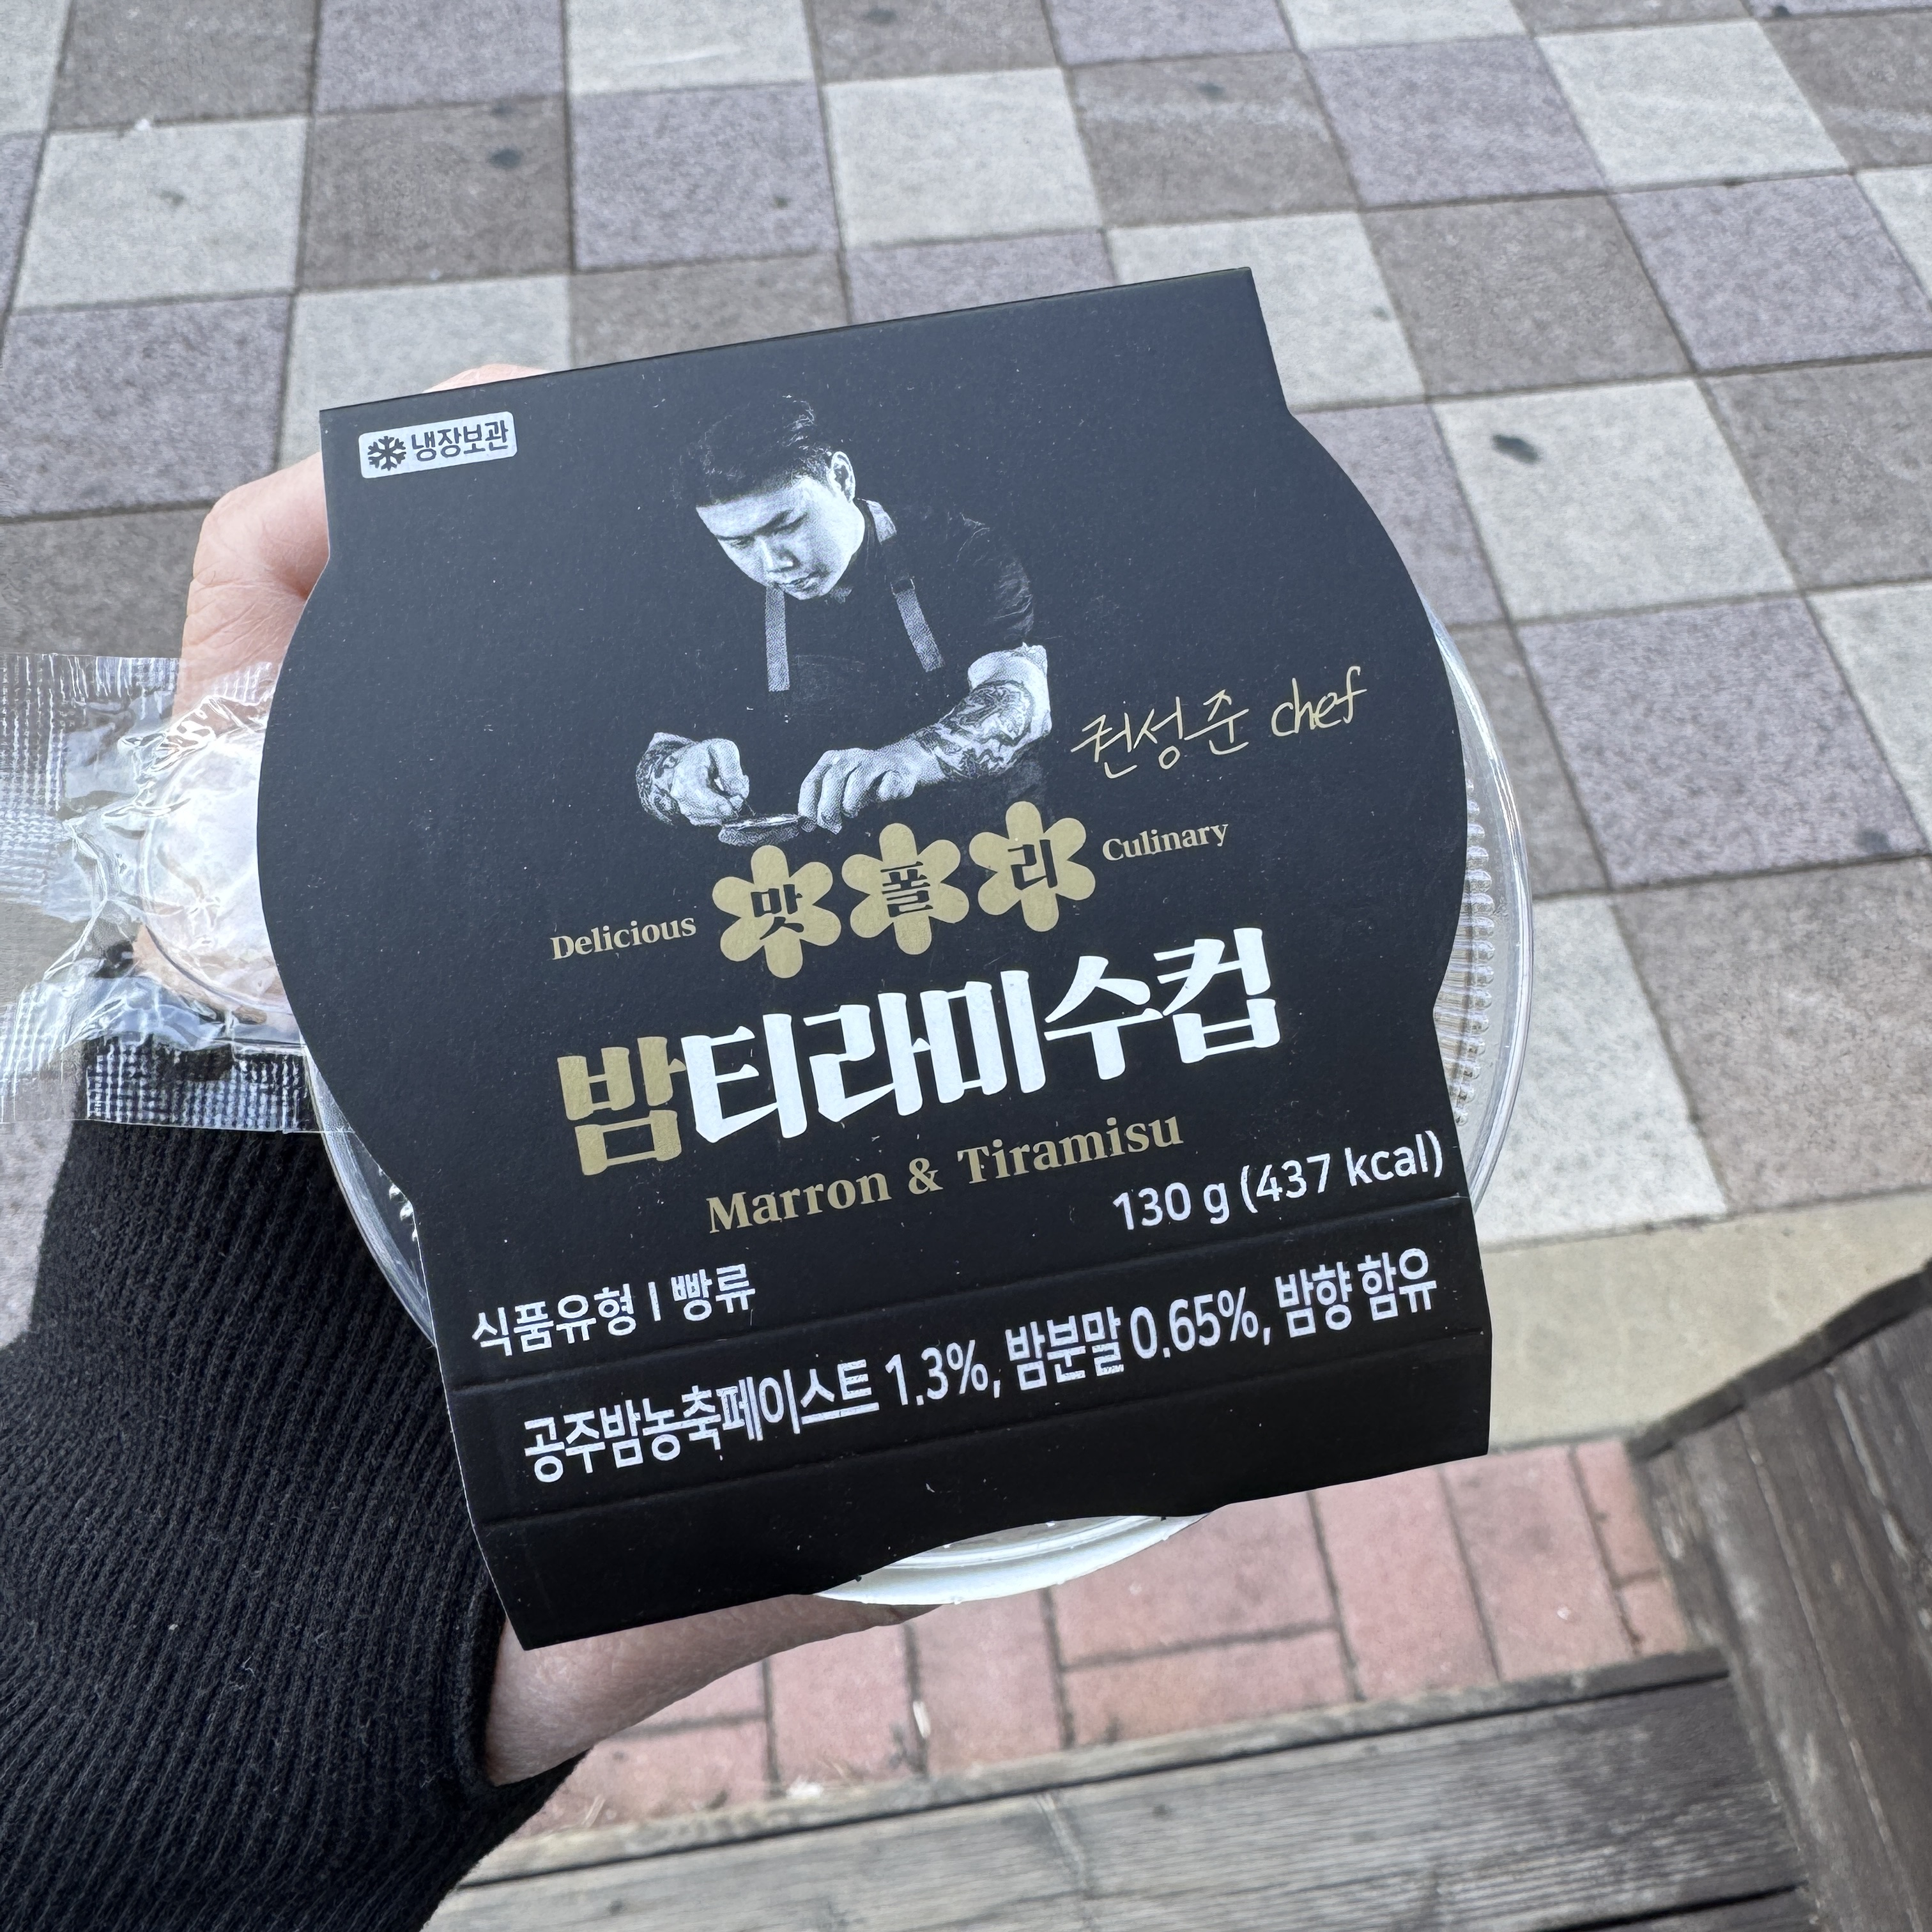 냉장보관
권성준 chef
Delicious 맛폴리 Culinary
밤티라미수컵
Marron & Tiramisu
130 g (437 kcal)
식품유형 | 빵류
공주밤농축페이스트 1.3%, 밤분말 0.65%, 밤향 함유